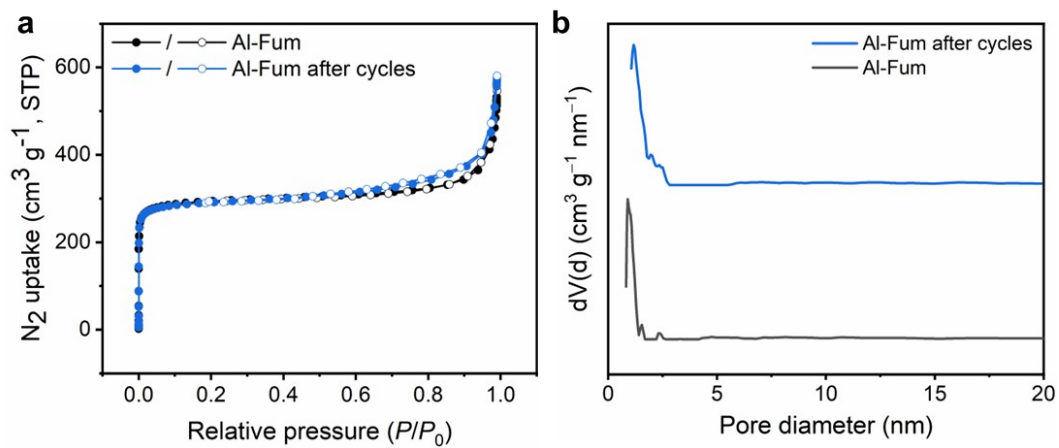 a
/ Al-Fum
/ Al-Fum after cycles
N2 uptake (cm³ g⁻¹, STP)
600
400
200
0
0.0 0.2 0.4 0.6 0.8 1.0
Relative pressure (P/P0)
b
Al-Fum after cycles
Al-Fum
dV(d) (cm³ g⁻¹ nm⁻¹)
5 10 15 20
Pore diameter (nm)